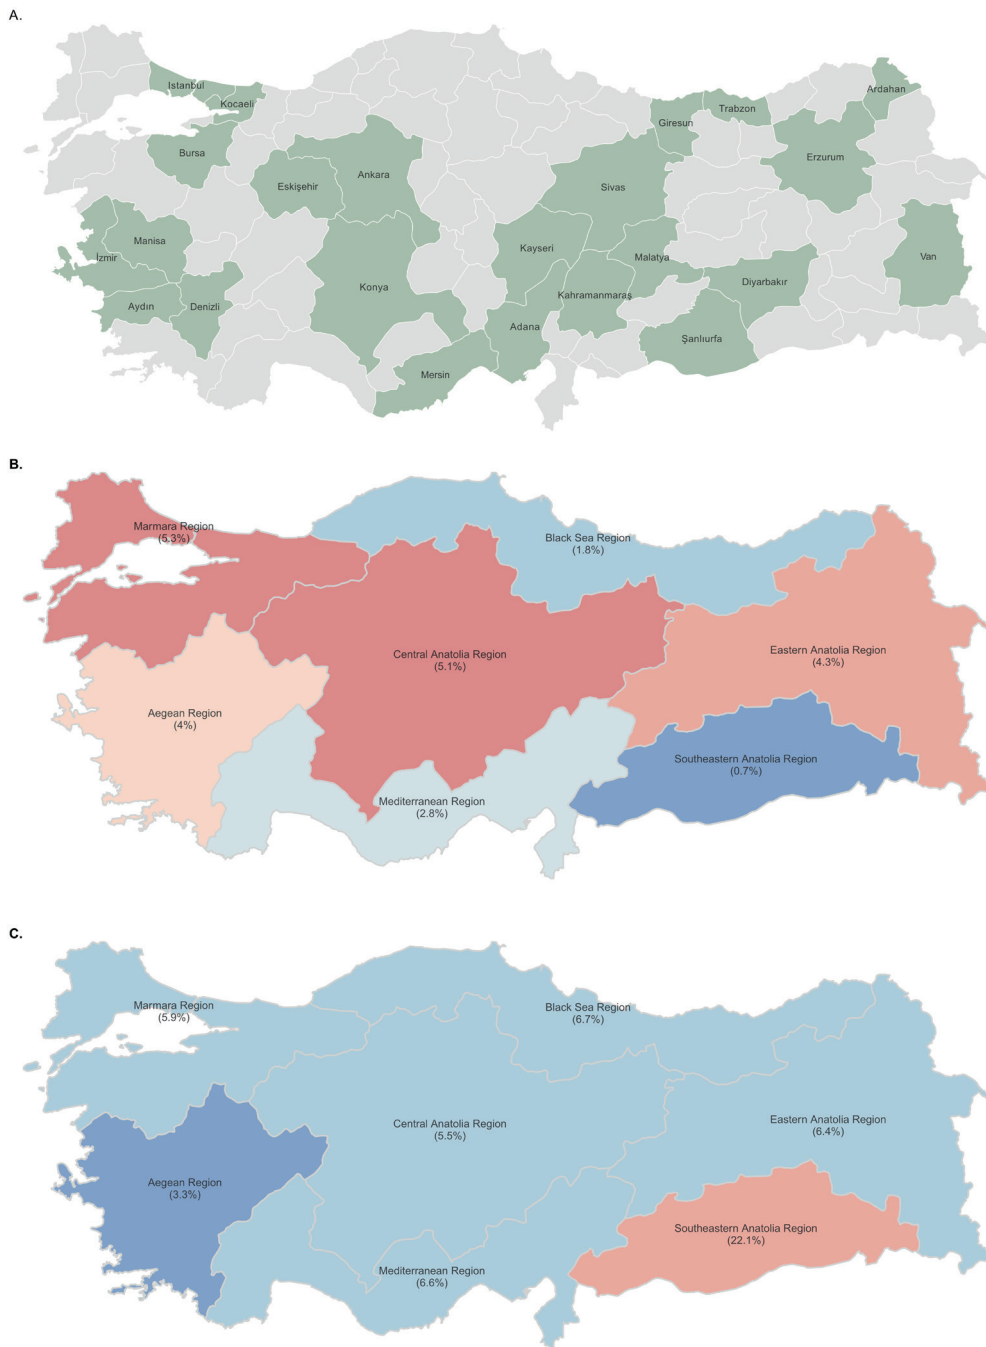 A.
Istanbul
Kocaeli
Bursa
Eskişehir
Ankara
Manisa
İzmir
Aydın
Denizli
Konya
Mersin
Adana
Kayseri
Kahramanmaraş
Malatya
Sivas
Giresun
Trabzon
Ardahan
Erzurum
Van
Diyarbakır
Şanlıurfa
B.
Marmara Region
(5.3%)
Black Sea Region
(1.8%)
Central Anatolia Region
(5.1%)
Eastern Anatolia Region
(4.3%)
Aegean Region
(4%)
Southeastern Anatolia Region
(0.7%)
Mediterranean Region
(2.8%)
C.
Marmara Region
(5.9%)
Black Sea Region
(6.7%)
Central Anatolia Region
(5.5%)
Eastern Anatolia Region
(6.4%)
Aegean Region
(3.3%)
Southeastern Anatolia Region
(22.1%)
Mediterranean Region
(6.6%)